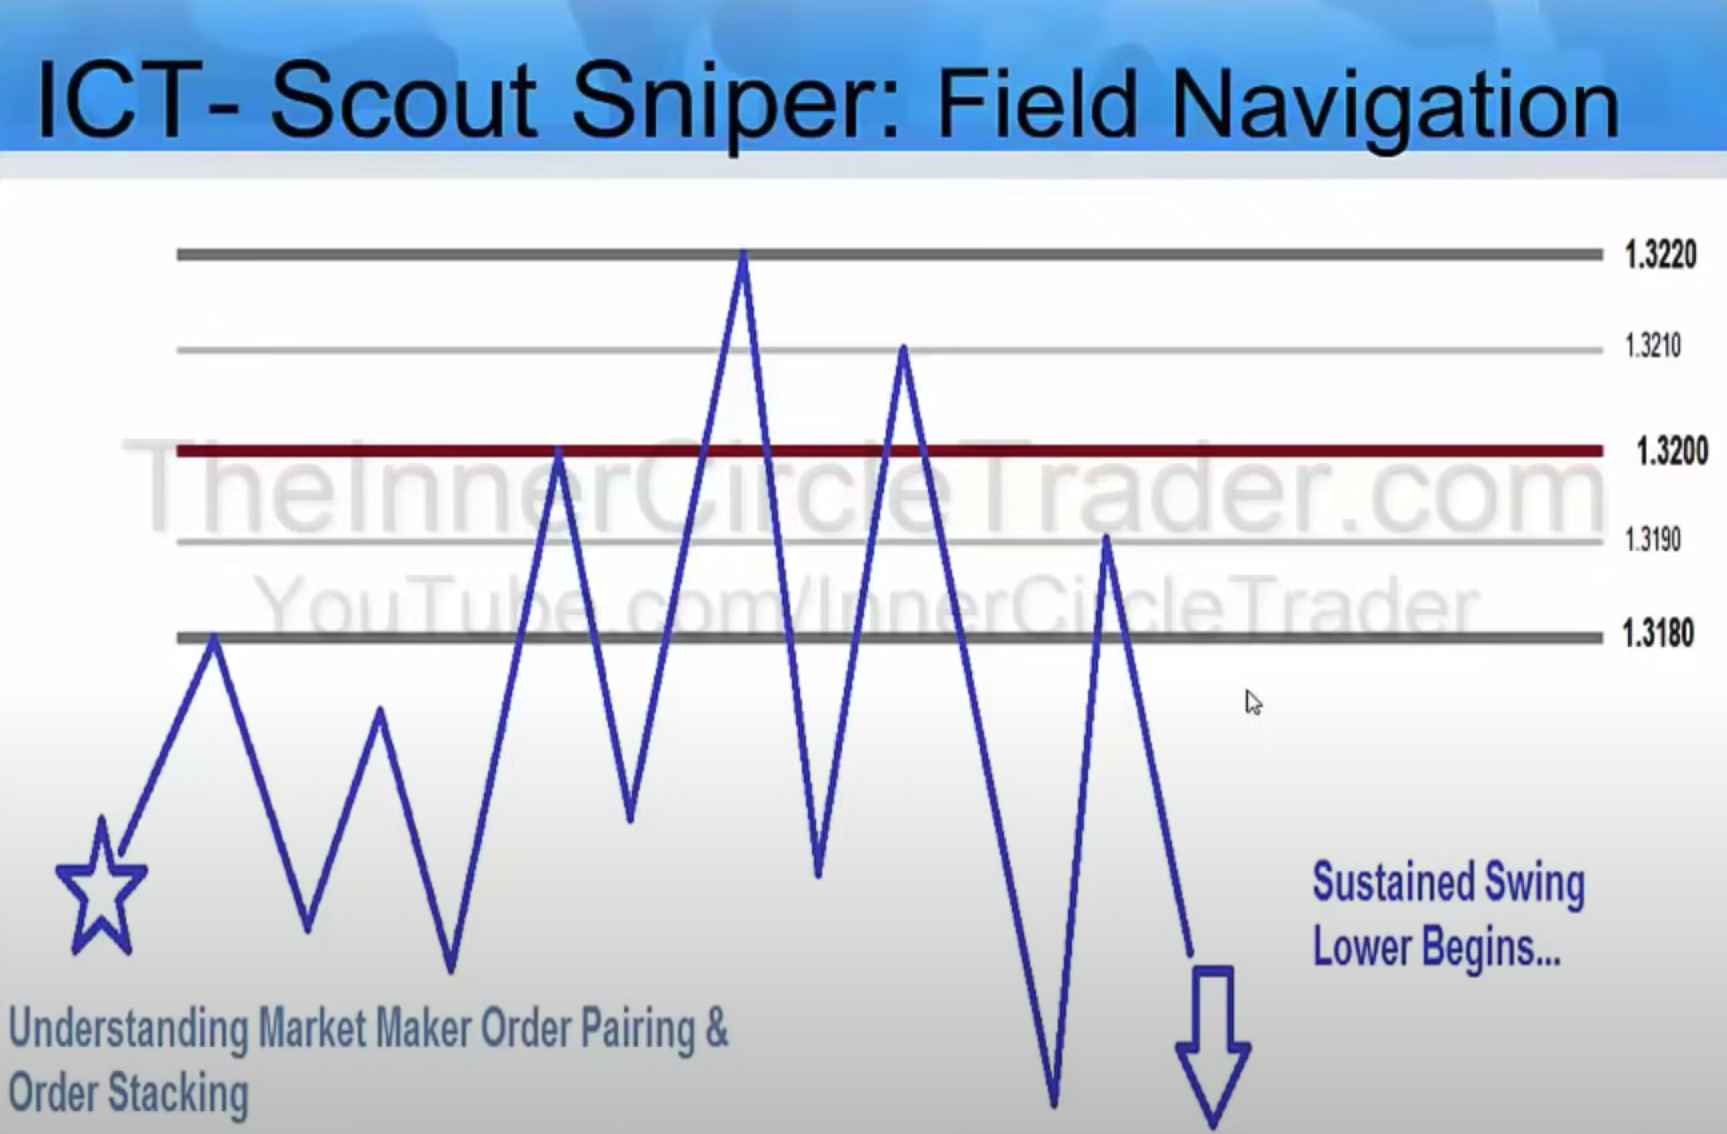 ICT- Scout Sniper: Field Navigation
1.3220
1.3210
1.3200
TheInnerCircleTrader.com
1.3190
YouTube.com/InnerCircleTrader
1.3180
Sustained Swing
Lower Begins...
Understanding Market Maker Order Pairing &
Order Stacking